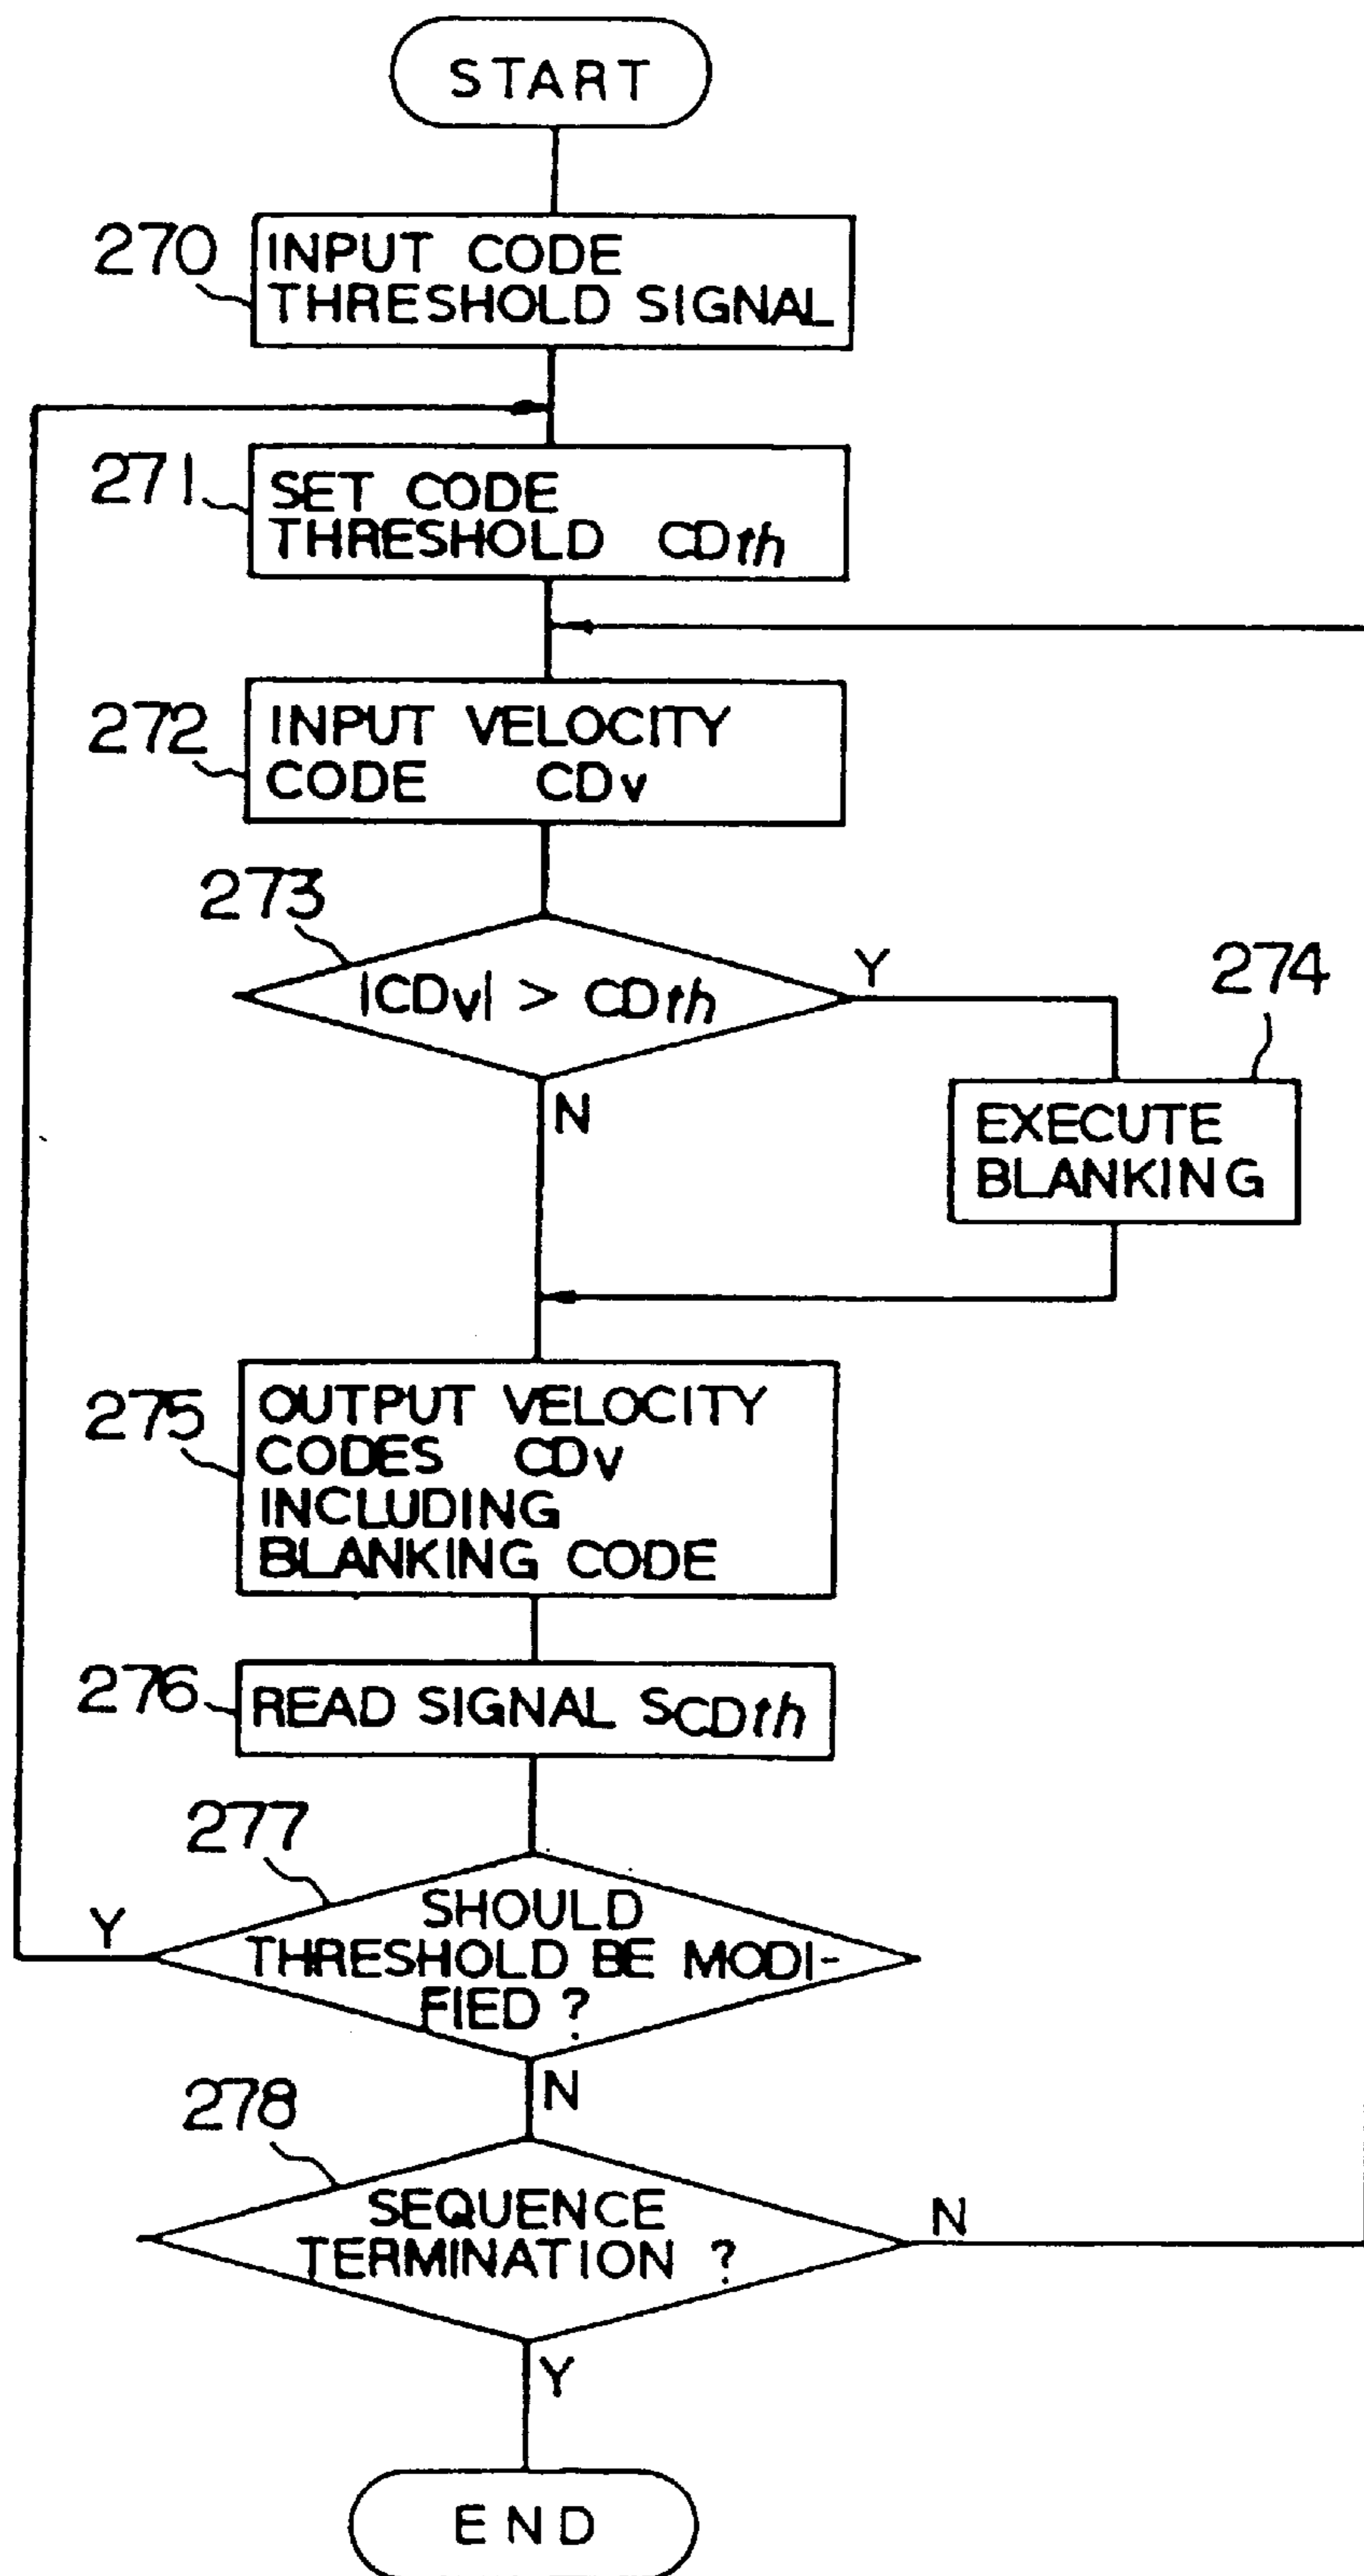 START
270
INPUT CODE
THRESHOLD SIGNAL
271
SET CODE
THRESHOLD CDth
272
INPUT VELOCITY
CODE CDv
273
|CDv| > CDth
Y
274
N
EXECUTE
BLANKING
275
OUTPUT VELOCITY
CODES CDv
INCLUDING
BLANKING CODE
276
READ SIGNAL SCDth
277
Y
SHOULD
THRESHOLD BE MODI-
FIED ?
N
278
SEQUENCE
TERMINATION ?
N
Y
END